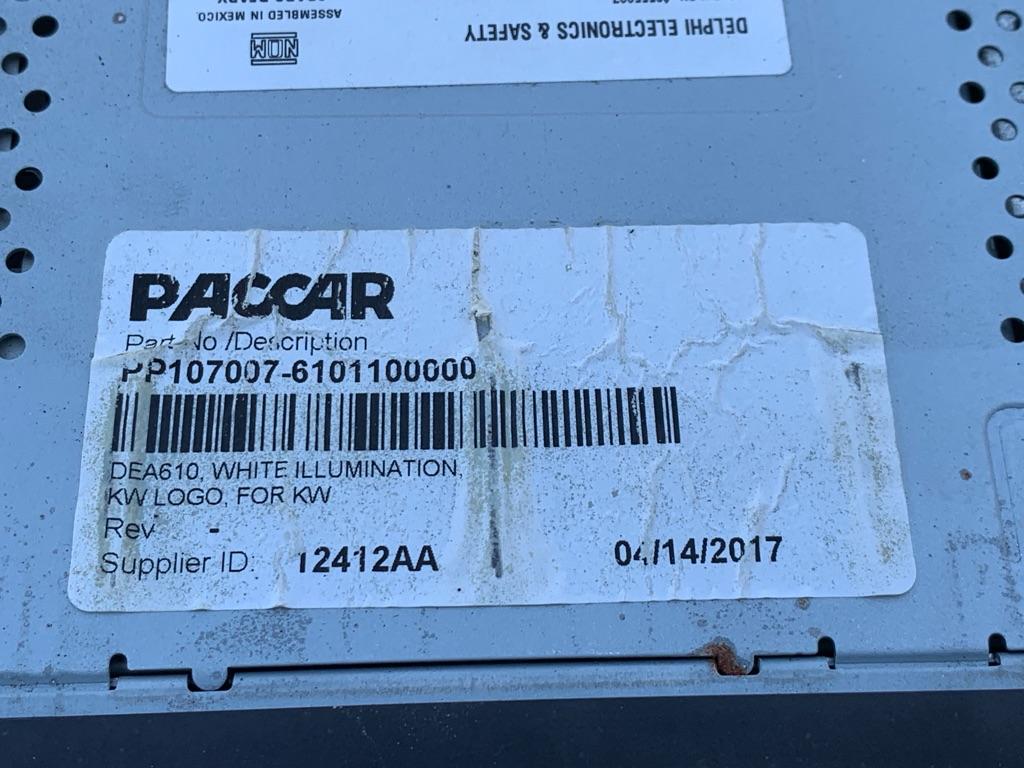 ASSEMBLED IN MEXICO.
NOM
DELPHI ELECTRONICS & SAFETY
PACCAR
Part No /Description
PP107007-6101100000
DEA610, WHITE ILLUMINATION,
KW LOGO, FOR KW
Rev -
Supplier ID: 12412AA 04/14/2017